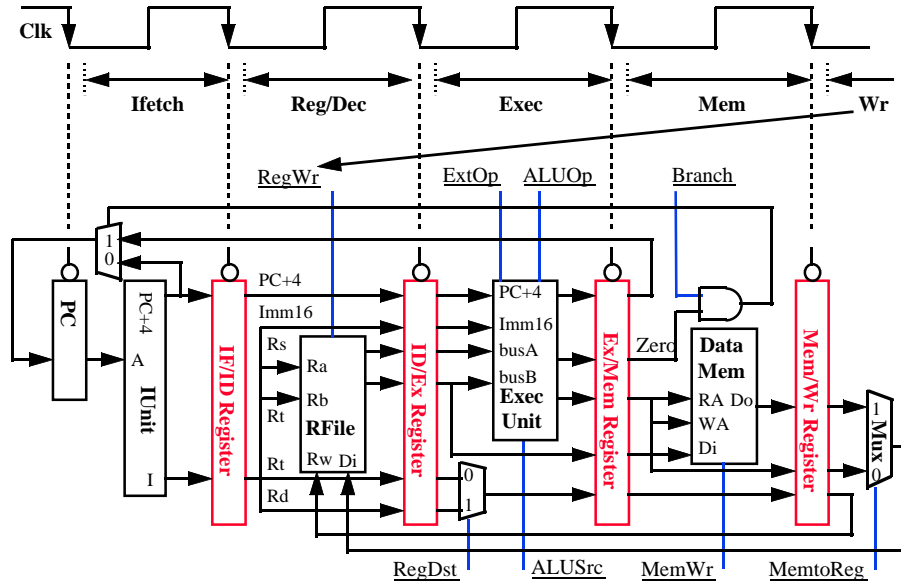 Clk
Ifetch
Reg/Dec
Exec
Mem
Wr
RegWr
ExtOp
ALUOp
Branch
1
0
PC
PC+4
A
IUnit
I
IF/ID Register
PC+4
Imm16
Rs
Rt
Ra
Rb
RFile
Rw Di
Rt
Rd
ID/Ex Register
0
1
PC+4
Imm16
busA
busB
Exec
Unit
Ex/Mem Register
Zero
Data
Mem
RA Do
WA
Di
Mem/Wr Register
1
Mux
0
RegDst
ALUSrc
MemWr
MemtoReg